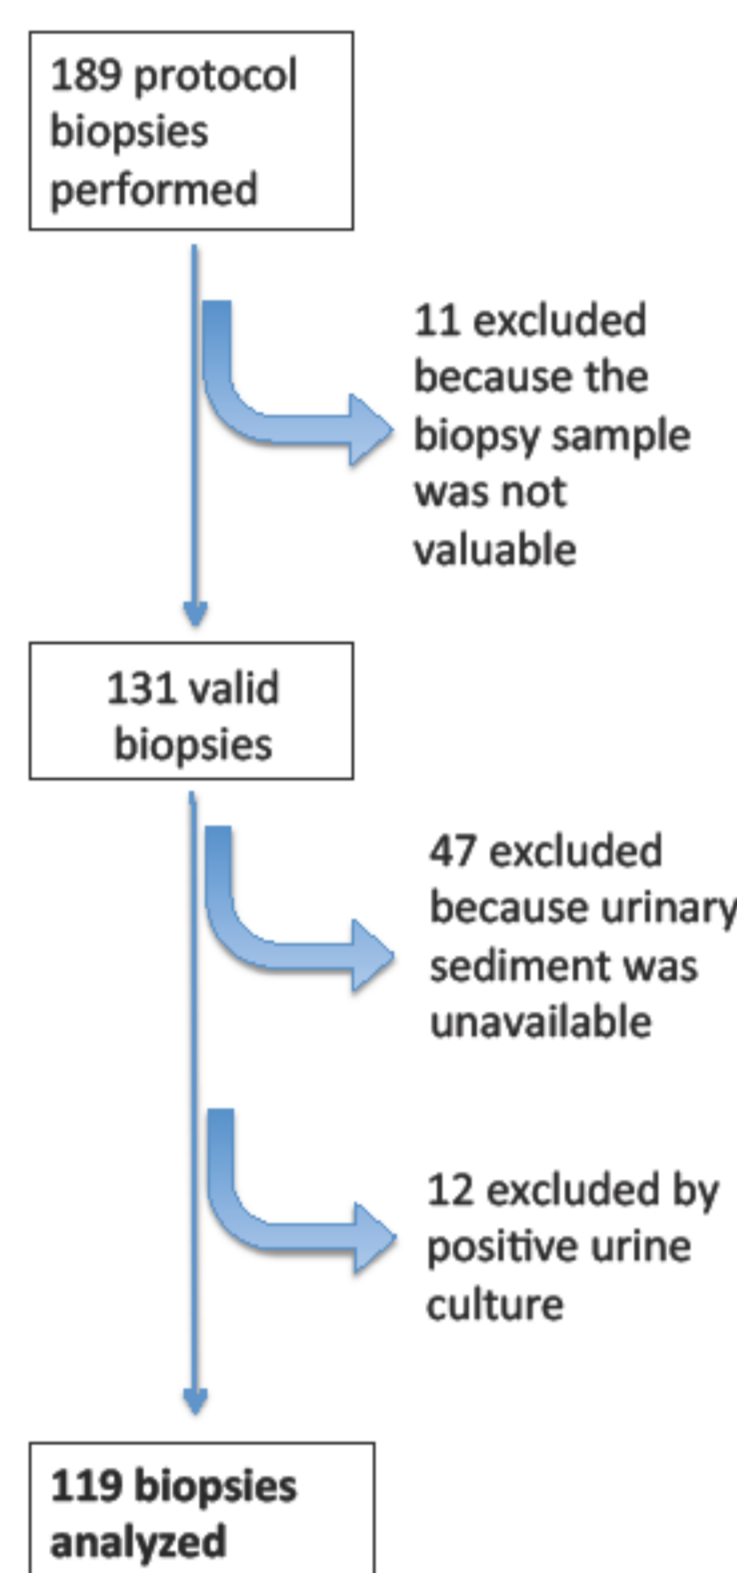 189 protocol
biopsies
performed
11 excluded
because the
biopsy sample
was not
valuable
131 valid
biopsies
47 excluded
because urinary
sediment was
unavailable
12 excluded by
positive urine
culture
119 biopsies
analyzed